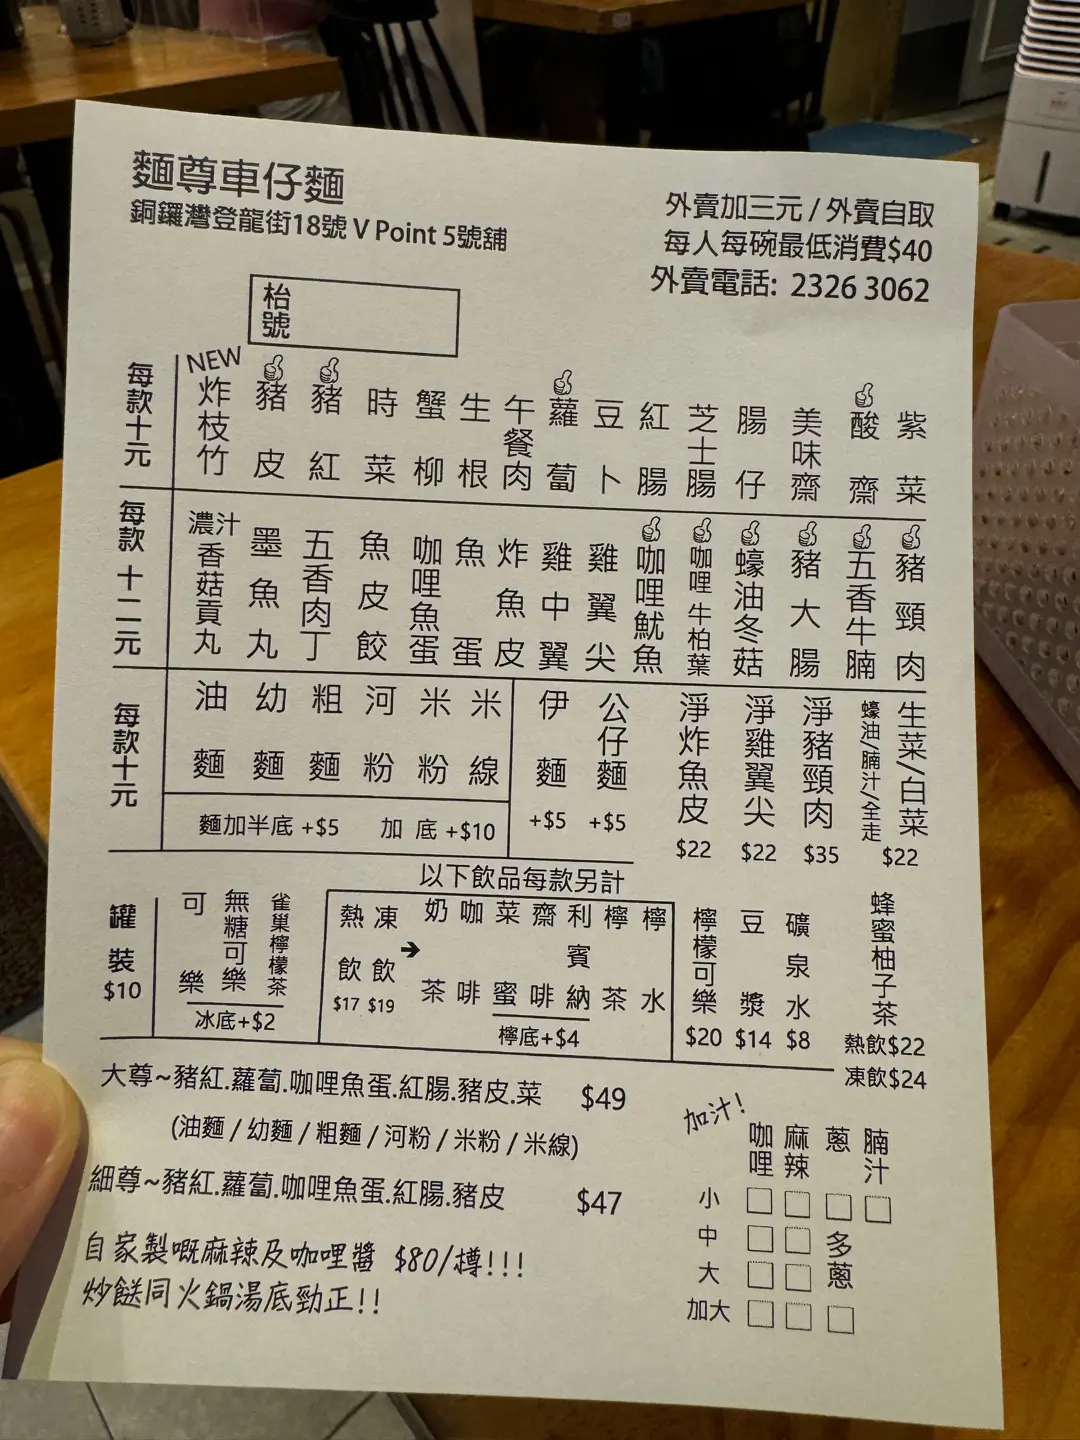 麵尊車仔麵
銅鑼灣登龍街18號 V Point 5號舖
外賣加三元 / 外賣自取
每人每碗最低消費$40
外賣電話: 2326 3062
枱號
每款十元
NEW
炸枝竹
豬皮
豬紅
時菜
蟹柳
生根
午餐肉
蘿蔔
豆卜
紅腸
芝士腸
腸仔
美味齋
酸齋
紫菜
每款十二元
濃汁香菇貢丸
墨魚丸
五香肉丁
魚皮餃
咖哩魚蛋
魚蛋
炸魚皮
雞中翼
雞翼尖
咖哩魷魚
咖哩牛柏葉
蠔油冬菇
豬大腸
五香牛腩
豬頸肉
每款十元
油麵
幼麵
粗麵
河粉
米粉
米線
麵加半底 +$5
加底 +$10
伊麵
+$5
公仔麵
+$5
淨炸魚皮
$22
淨雞翼尖
$22
淨豬頸肉
$35
生菜/白菜
蠔油/腩汁/全走
$22
以下飲品每款另計
罐裝
$10
可樂
無糖可樂
雀巢檸檬茶
冰底+$2
熱飲
$17
凍飲
$19
➔
奶茶
咖啡
菜蜜
齋啡
利賓納
檸茶
檸水
檸底+$4
檸檬可樂
$20
豆漿
$14
礦泉水
$8
蜂蜜柚子茶
熱飲$22
凍飲$24
大尊~豬紅.蘿蔔.咖哩魚蛋.紅腸.豬皮.菜 $49
(油麵 / 幼麵 / 粗麵 / 河粉 / 米粉 / 米線)
細尊~豬紅.蘿蔔.咖哩魚蛋.紅腸.豬皮 $47
自家製嘅麻辣及咖哩醬 $80/樽!!!
炒餸同火鍋湯底勁正!!
加汁!
咖哩 麻辣 蔥 腩汁
小
中 多
大 蔥
加大